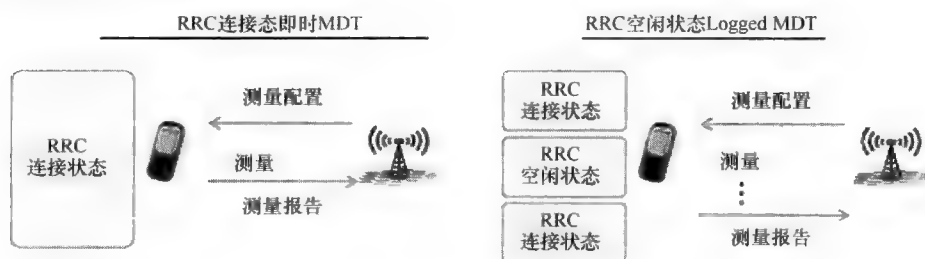 RRC连接态即时MDT
RRC
连接状态
测量配置
测量
测量报告
RRC空闲状态Logged MDT
RRC
连接状态
RRC
空闲状态
RRC
连接状态
测量配置
测量
测量报告